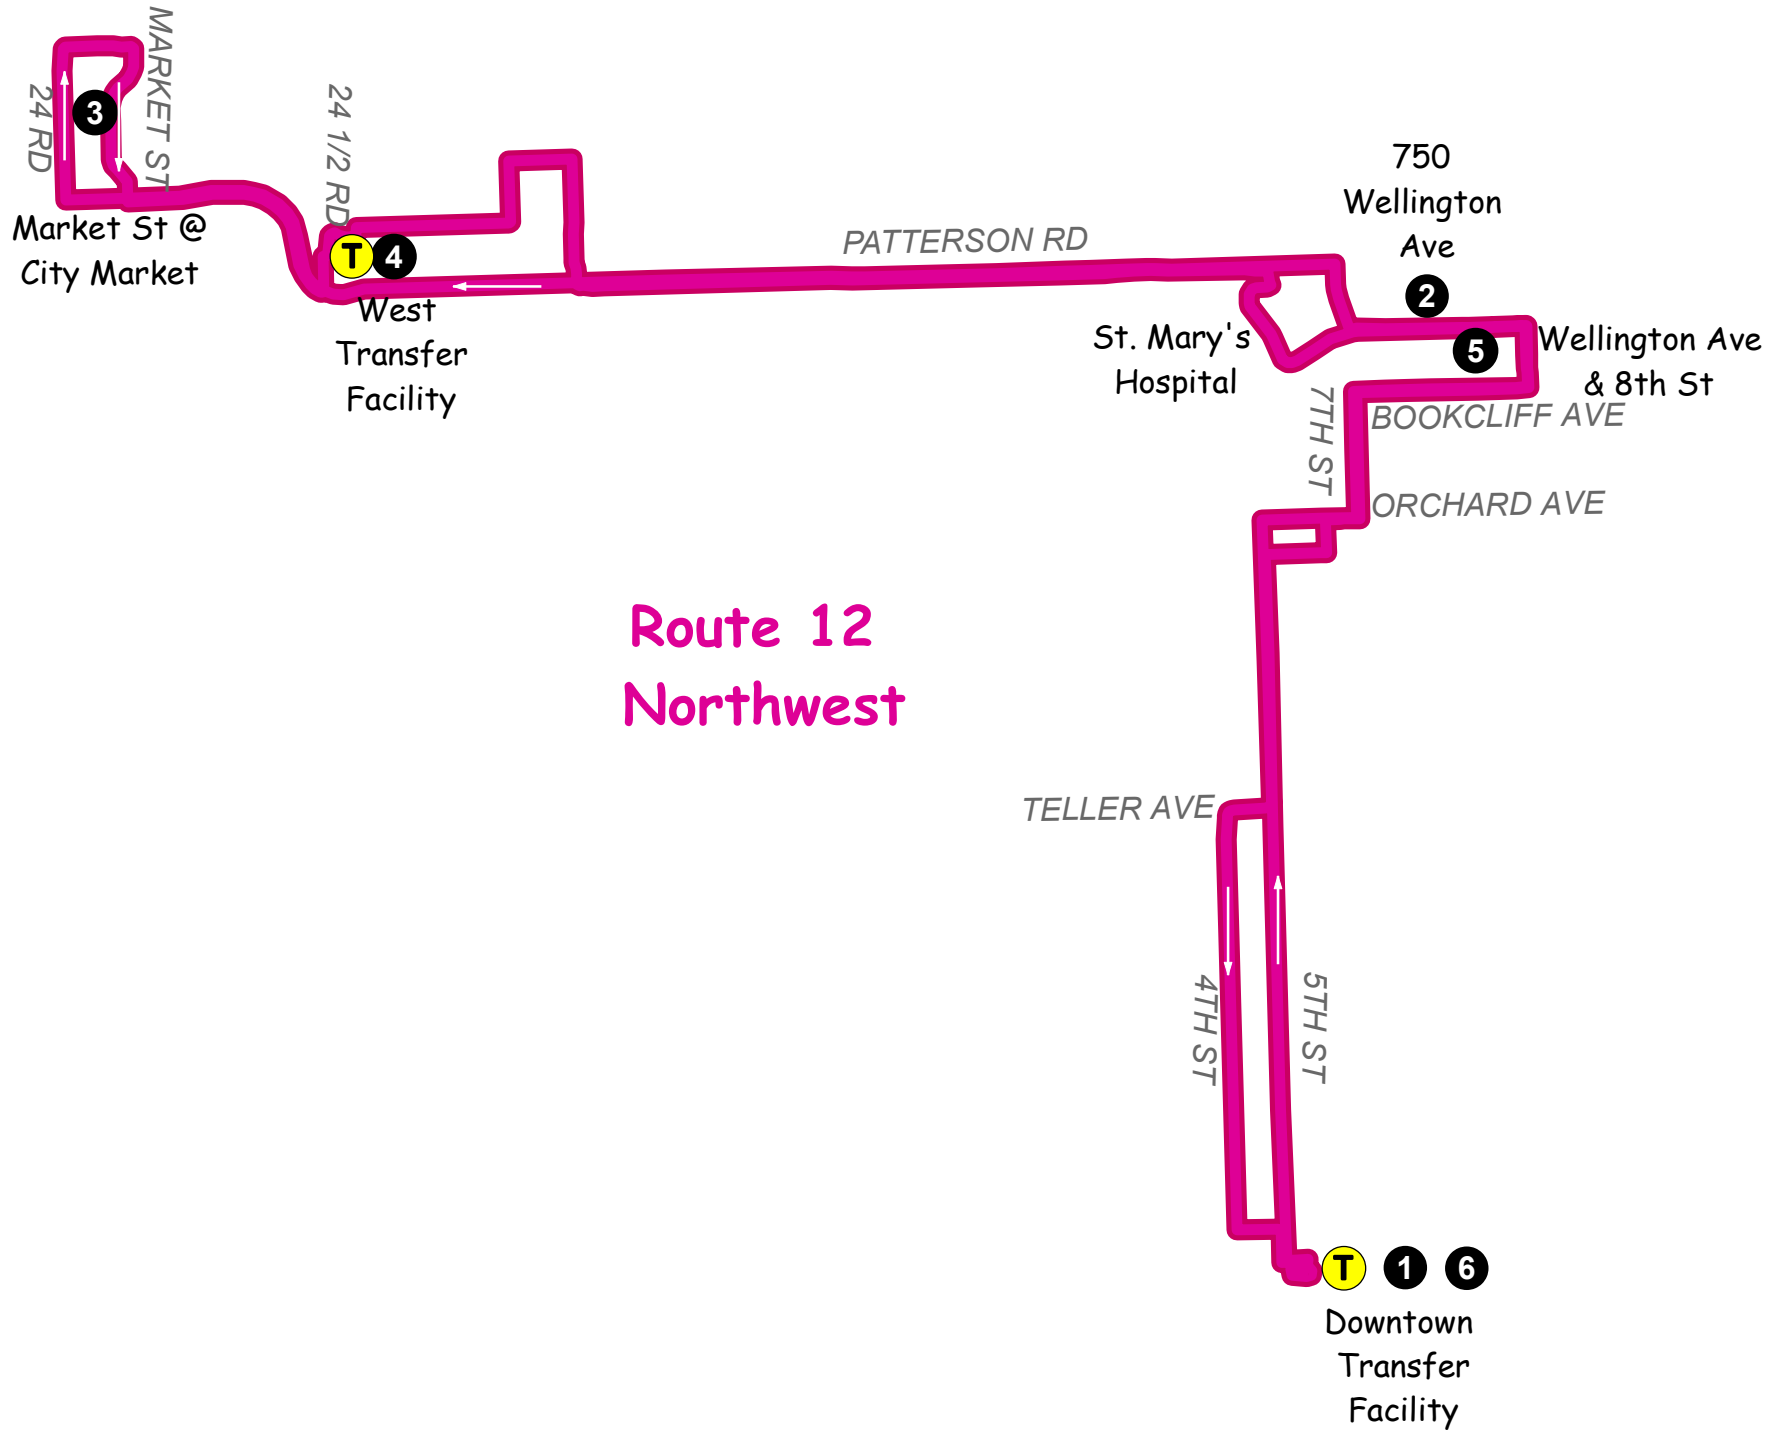 MARKET ST
24 RD
3
24 1/2 RD
Market St @
City Market
T
4
West
Transfer
Facility
PATTERSON RD
750
Wellington
Ave
2
St. Mary's
Hospital
5
Wellington Ave
& 8th St
7TH ST
BOOKCLIFF AVE
ORCHARD AVE
Route 12
Northwest
TELLER AVE
4TH ST
5TH ST
T
1
6
Downtown
Transfer
Facility